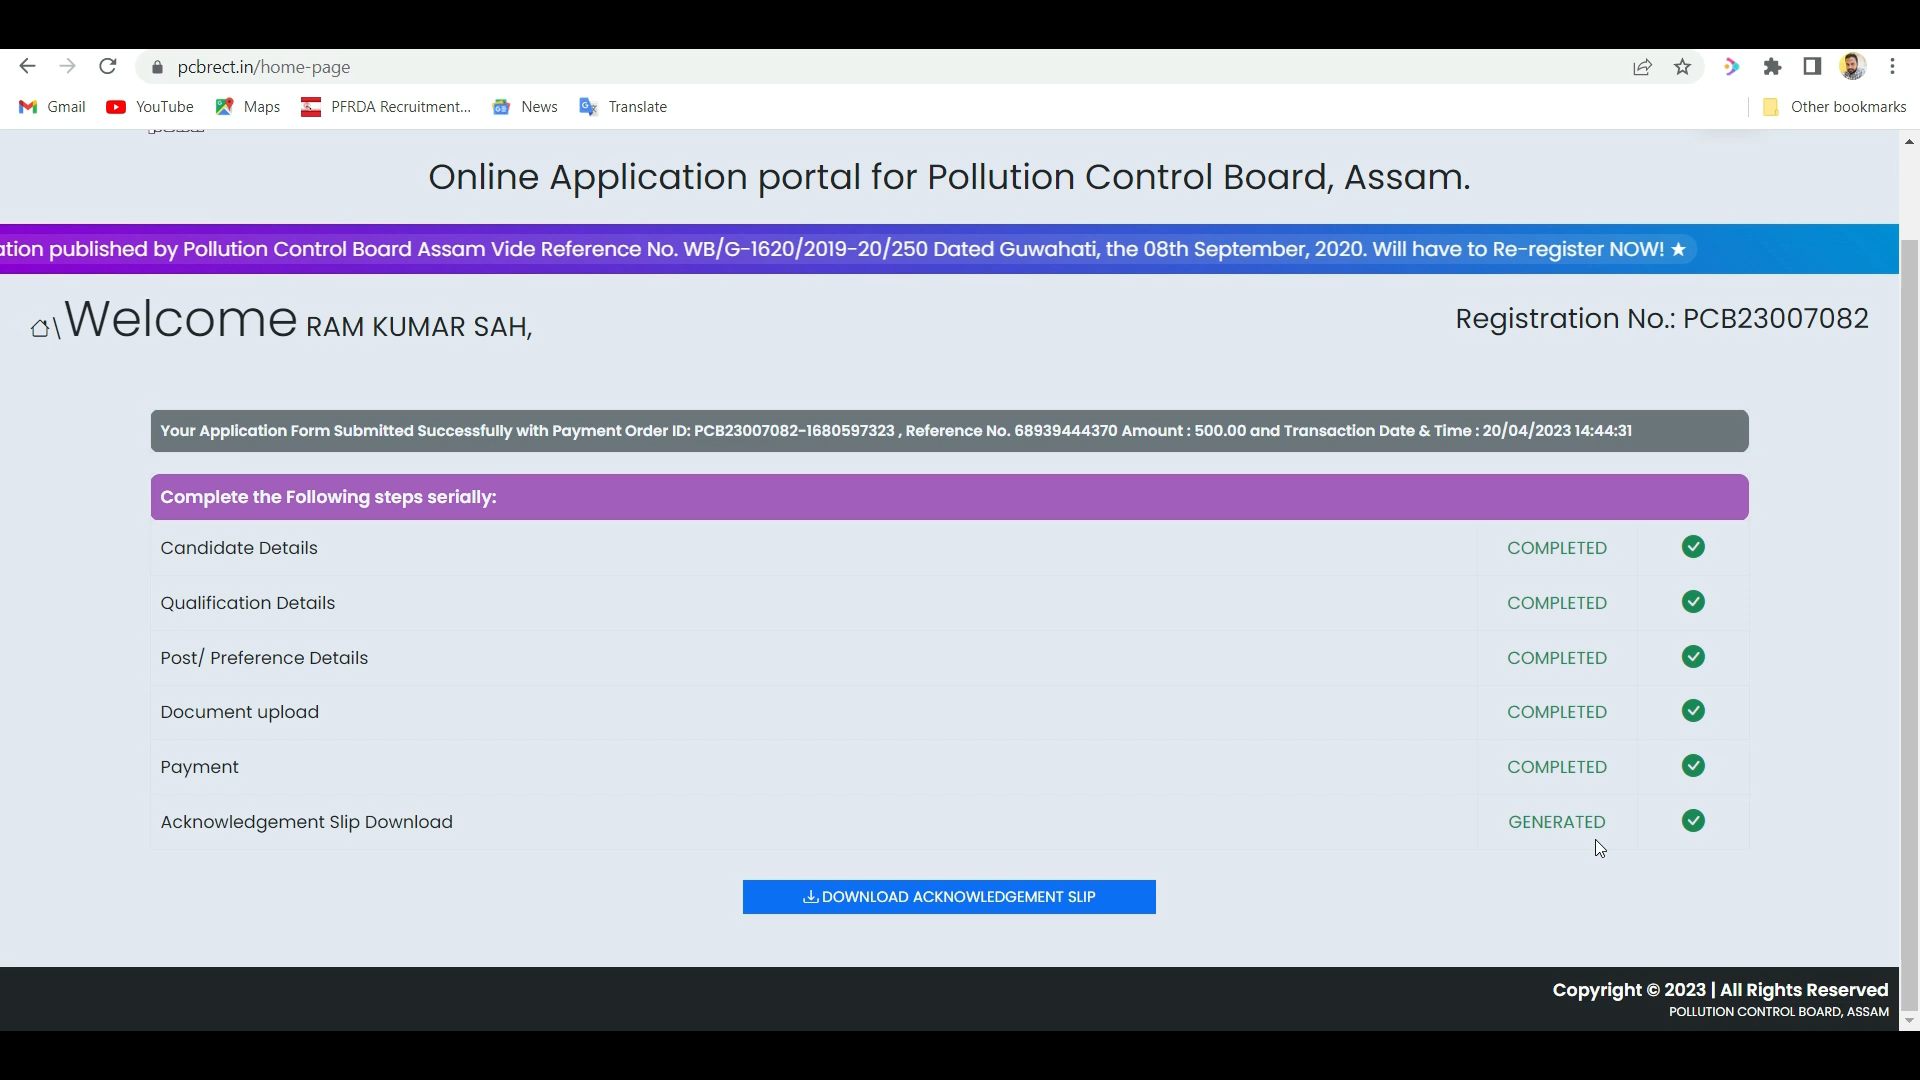 pcbrect.in/home-page
Gmail YouTube Maps PFRDA Recruitment... News Translate Other bookmarks
Online Application portal for Pollution Control Board, Assam.
ation published by Pollution Control Board Assam Vide Reference No. WB/G-1620/2019-20/250 Dated Guwahati, the 08th September, 2020. Will have to Re-register NOW! ★
\Welcome RAM KUMAR SAH, Registration No.: PCB23007082
Your Application Form Submitted Successfully with Payment Order ID: PCB23007082-1680597323 , Reference No. 68939444370 Amount : 500.00 and Transaction Date & Time : 20/04/2023 14:44:31
Complete the Following steps serially:
Candidate Details COMPLETED
Qualification Details COMPLETED
Post/ Preference Details COMPLETED
Document upload COMPLETED
Payment COMPLETED
Acknowledgement Slip Download GENERATED
DOWNLOAD ACKNOWLEDGEMENT SLIP
Copyright © 2023 | All Rights Reserved
POLLUTION CONTROL BOARD, ASSAM